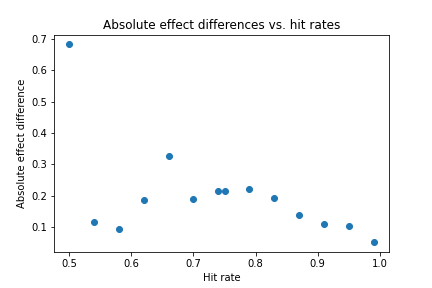 Absolute effect differences vs. hit rates
Absolute effect difference
0.7
0.6
0.5
0.4
0.3
0.2
0.1
0.5 0.6 0.7 0.8 0.9 1.0
Hit rate